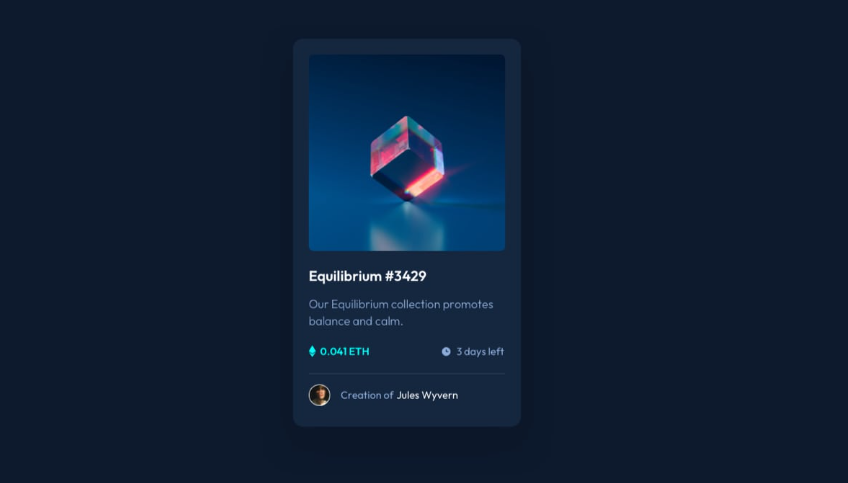 Equilibrium #3429
Our Equilibrium collection promotes
balance and calm.
0.041 ETH
3 days left
Creation of Jules Wyvern